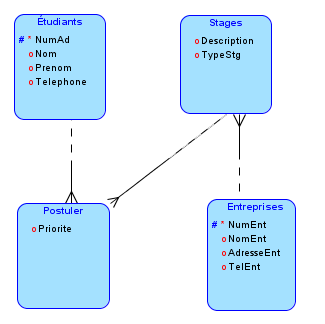 Étudiants
# * NumAd
o Nom
o Prenom
o Telephone
Stages
o Description
o TypeStg
Postuler
o Priorite
Entreprises
# * NumEnt
o NomEnt
o AdresseEnt
o TelEnt